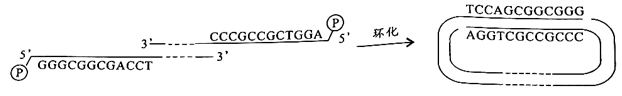 CCCGCCGCTGGA P 5' 3' 环化
5' 3'
P GGGCGGCGACCT
TCCAGCGGCGGG
AGGTCGCCGCCC